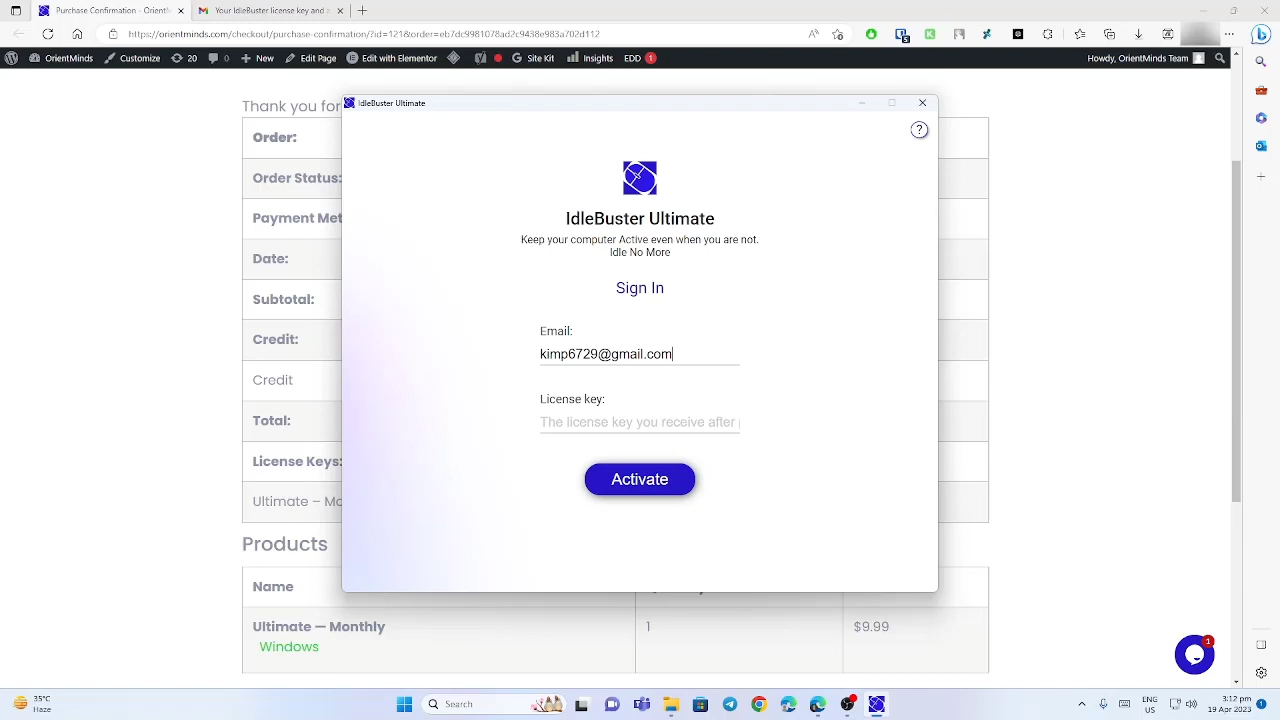 Purchase Confirmation - OrientM
Your IdleBuster License key and a
https://orientminds.com/checkout/purchase-confirmation/?id=121&order=eb7dc9981078ad2c9438e983a702d112
OrientMinds
Customize
20
0
New
Edit Page
Edit with Elementor
Site Kit
Insights
EDD 1
Howdy, OrientMinds Team
Thank you for
Order:
Order Status:
Payment Met
Date:
Subtotal:
Credit:
Credit
Total:
License Keys:
Ultimate – Mo
IdleBuster Ultimate
?
IdleBuster Ultimate
Keep your computer Active even when you are not.
Idle No More
Sign In
Email:
kimp6729@gmail.com
License key:
The license key you receive after
Activate
Products
Name
Ultimate — Monthly
1
$9.99
Windows
1
35°C
Haze
Search
ENG
US
3:12 pm
19 Apr 2023